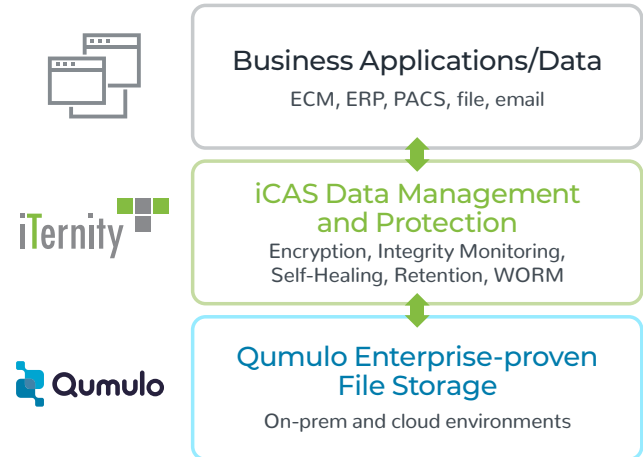 Business Applications/Data
ECM, ERP, PACS, file, email
iTernity
iCAS Data Management
and Protection
Encryption, Integrity Monitoring,
Self-Healing, Retention, WORM
Qumulo
Qumulo Enterprise-proven
File Storage
On-prem and cloud environments